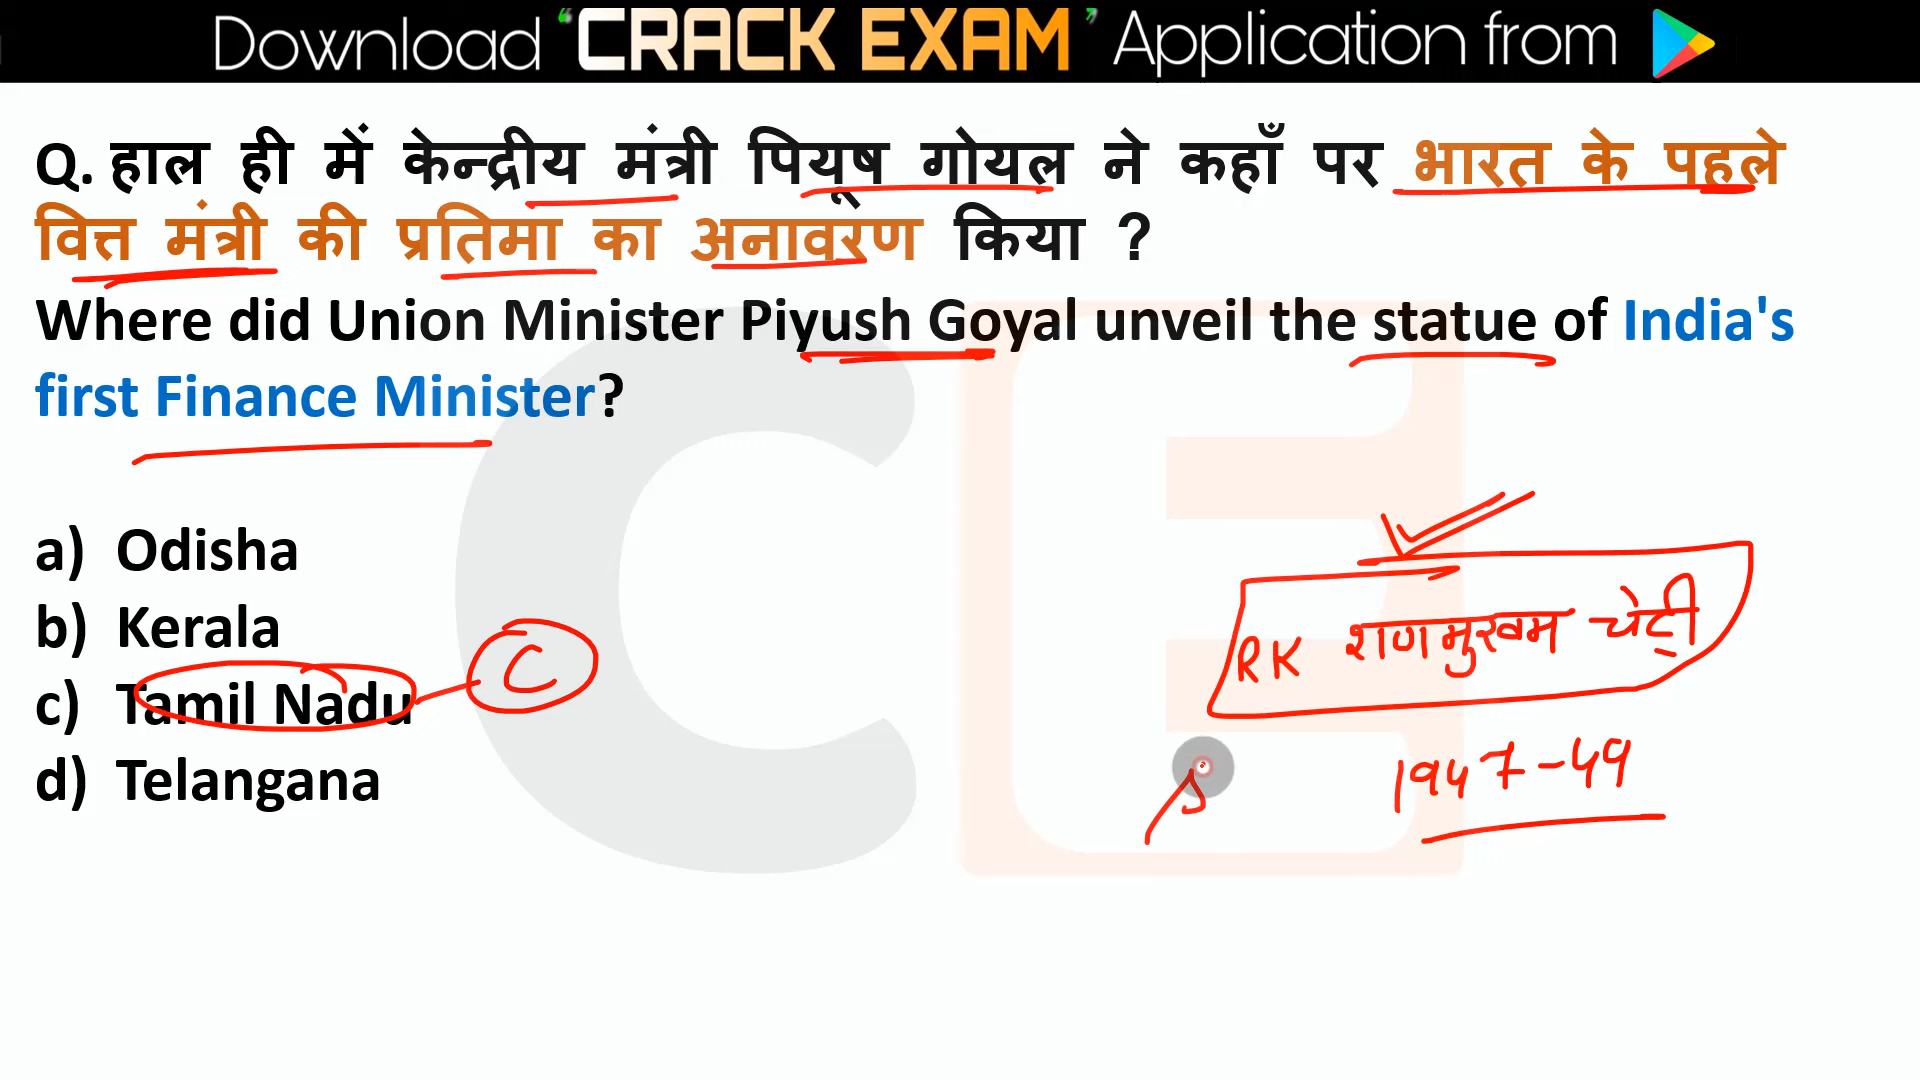 Download ‘CRACK EXAM’ Application from
Q. हाल ही में केन्द्रीय मंत्री पियूष गोयल ने कहाँ पर भारत के पहले
वित्त मंत्री की प्रतिमा का अनावरण किया ?
Where did Union Minister Piyush Goyal unveil the statue of India's
first Finance Minister?
a) Odisha
b) Kerala
c) Tamil Nadu
C
d) Telangana
RK शणमुखम चेट्टी
1947-49
CE